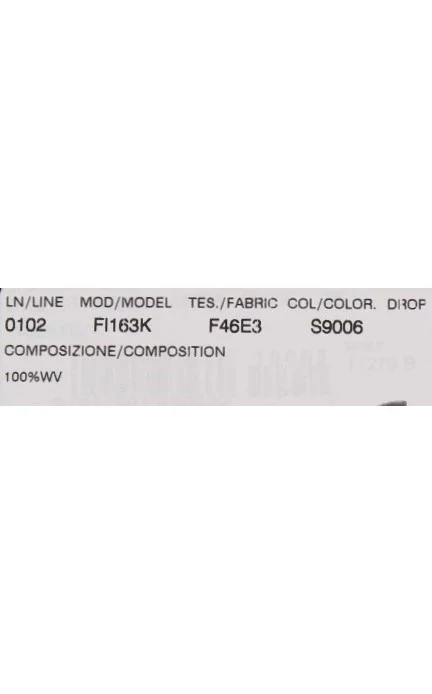 LN/LINE MOD/MODEL TES./FABRIC COL/COLOR. DROP
0102 FI163K F46E3 S9006
COMPOSIZIONE/COMPOSITION
100%WV